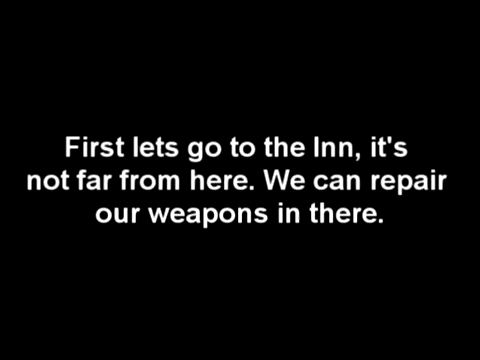 First lets go to the Inn, it's
not far from here. We can repair
our weapons in there.